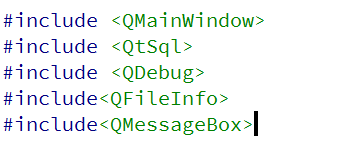 #include <QMainWindow>
#include <QtSql>
#include <QDebug>
#include<QFileInfo>
#include<QMessageBox>